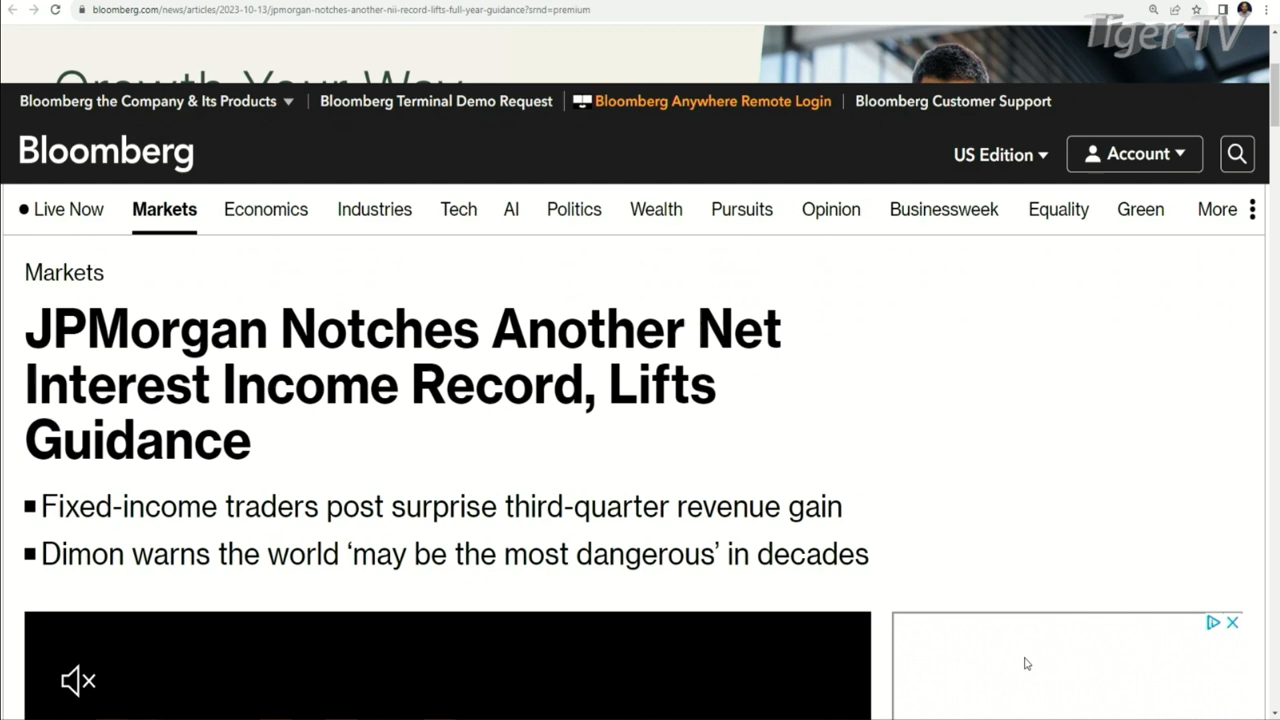 bloomberg.com/news/articles/2023-10-13/jpmorgan-notches-another-nii-record-lifts-full-year-guidance?srnd=premium
Tiger-TV
Growth Your Way
Bloomberg the Company & Its Products
Bloomberg Terminal Demo Request
Bloomberg Anywhere Remote Login
Bloomberg Customer Support
Bloomberg
US Edition
Account
Live Now
Markets
Economics
Industries
Tech
AI
Politics
Wealth
Pursuits
Opinion
Businessweek
Equality
Green
More
Markets
JPMorgan Notches Another Net
Interest Income Record, Lifts
Guidance
Fixed-income traders post surprise third-quarter revenue gain
Dimon warns the world ‘may be the most dangerous’ in decades